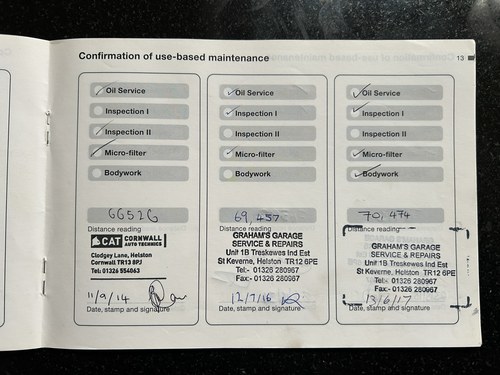 Confirmation of use-based maintenance
13
Oil Service
Inspection I
Inspection II
Micro-filter
Bodywork
66526
Distance reading
CAT CORNWALL
AUTO TECHNICS
Clodgey Lane, Helston
Cornwall TR13 8PJ
Tel: 01326 554063
11/9/14
Date, stamp and signature
Oil Service
Inspection I
Inspection II
Micro-filter
Bodywork
69,457
Distance reading
GRAHAM'S GARAGE
SERVICE & REPAIRS
Unit 1B Treskewes Ind Est
St Keverne, Helston TR12 6PE
Tel:- 01326 280967
Fax:- 01326 280967
12/7/16
Date, stamp and signature
Oil Service
Inspection I
Inspection II
Micro-filter
Bodywork
70,474
Distance reading
GRAHAM'S GARAGE
SERVICE & REPAIRS
Unit 1B Treskewes Ind Est
St Keverne, Helston TR12 6PE
Tel:- 01326 280967
Fax:- 01326 280967
13/6/17
Date, stamp and signature